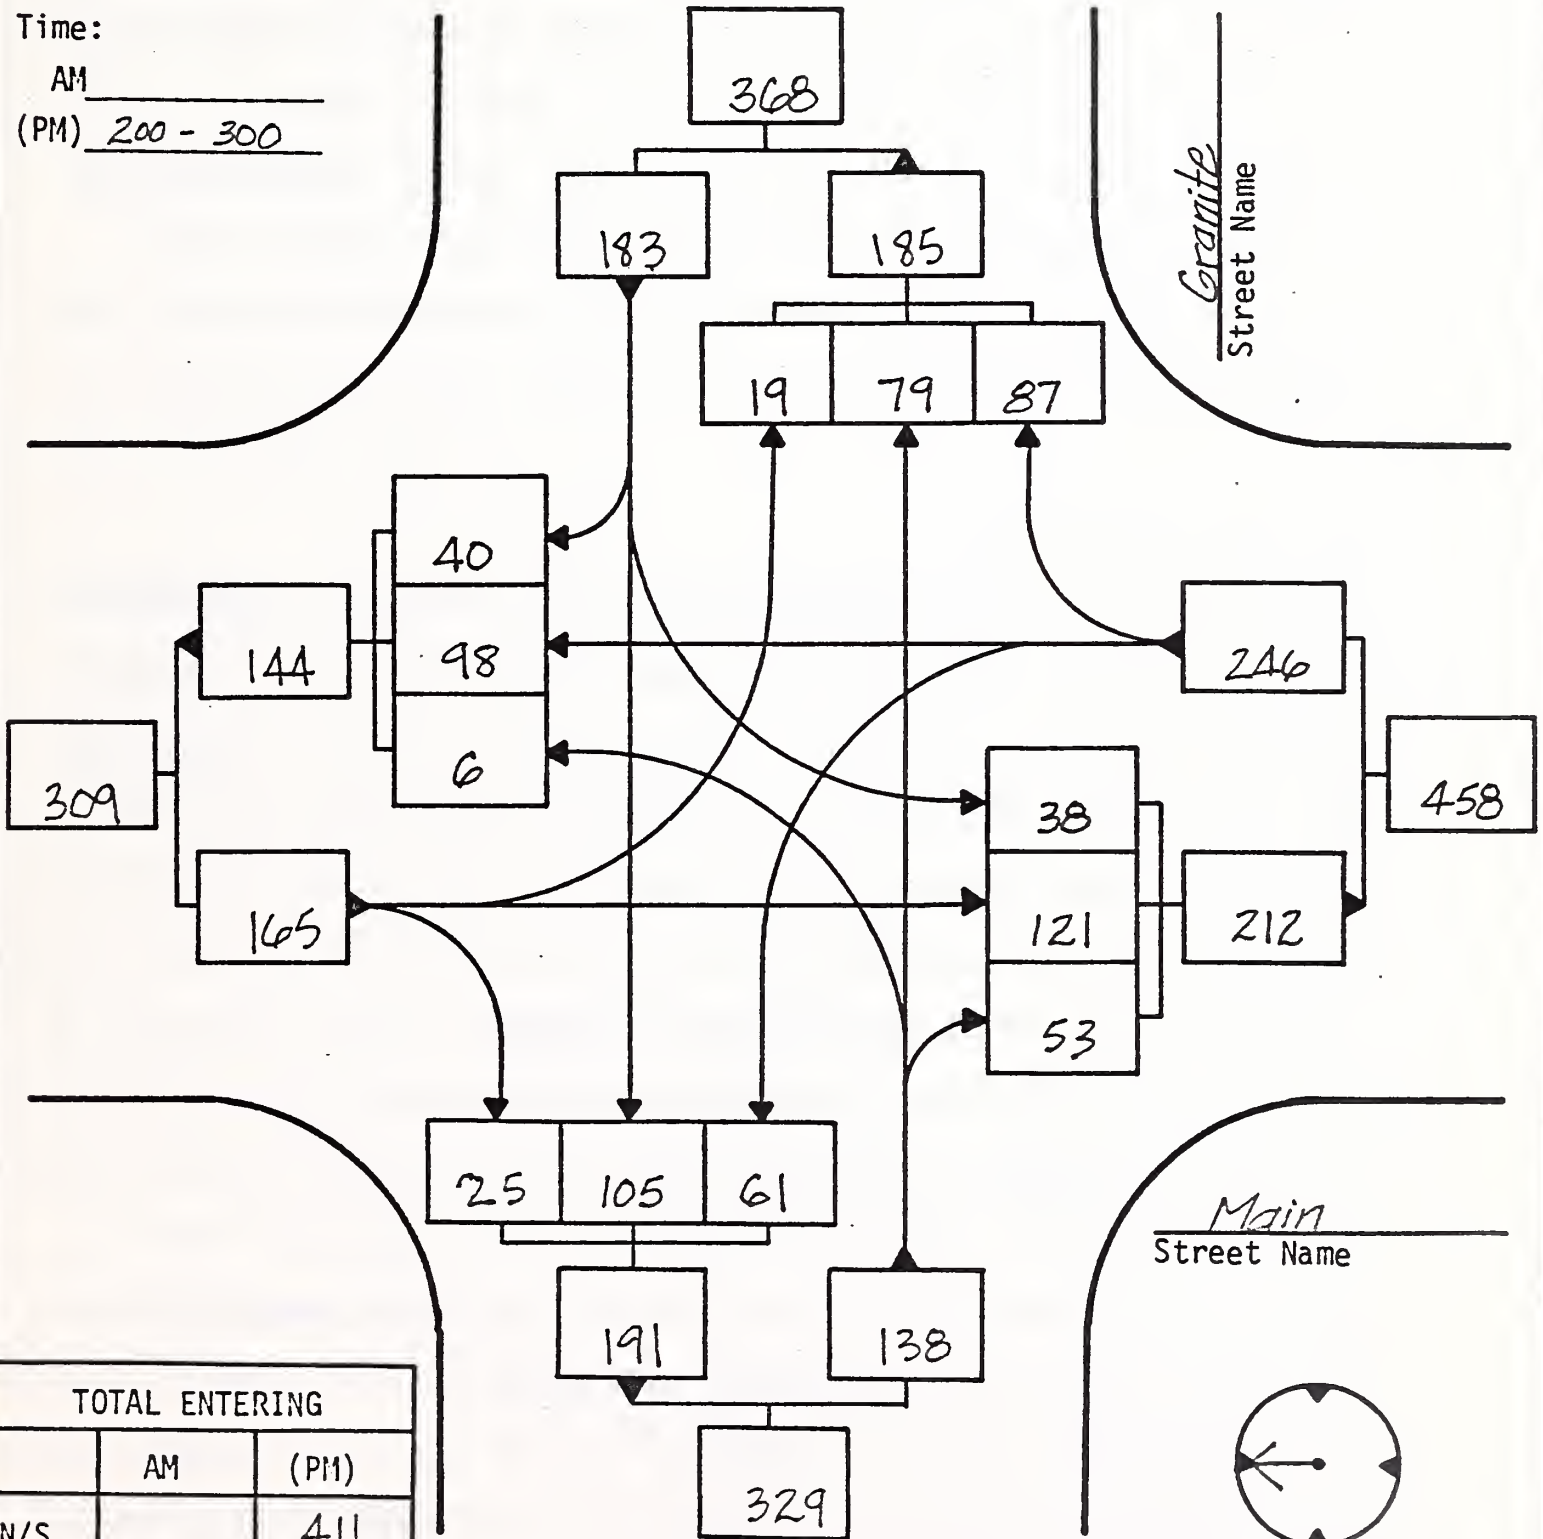 Time:
AM
(PM) 200 - 300
368
183
185
19 79 87
Granite
Street Name
40
98
6
144
309
165
246
458
38
121
53
212
25 105 61
191
138
329
Main
Street Name
TOTAL ENTERING
AM (PM)
N/S 411